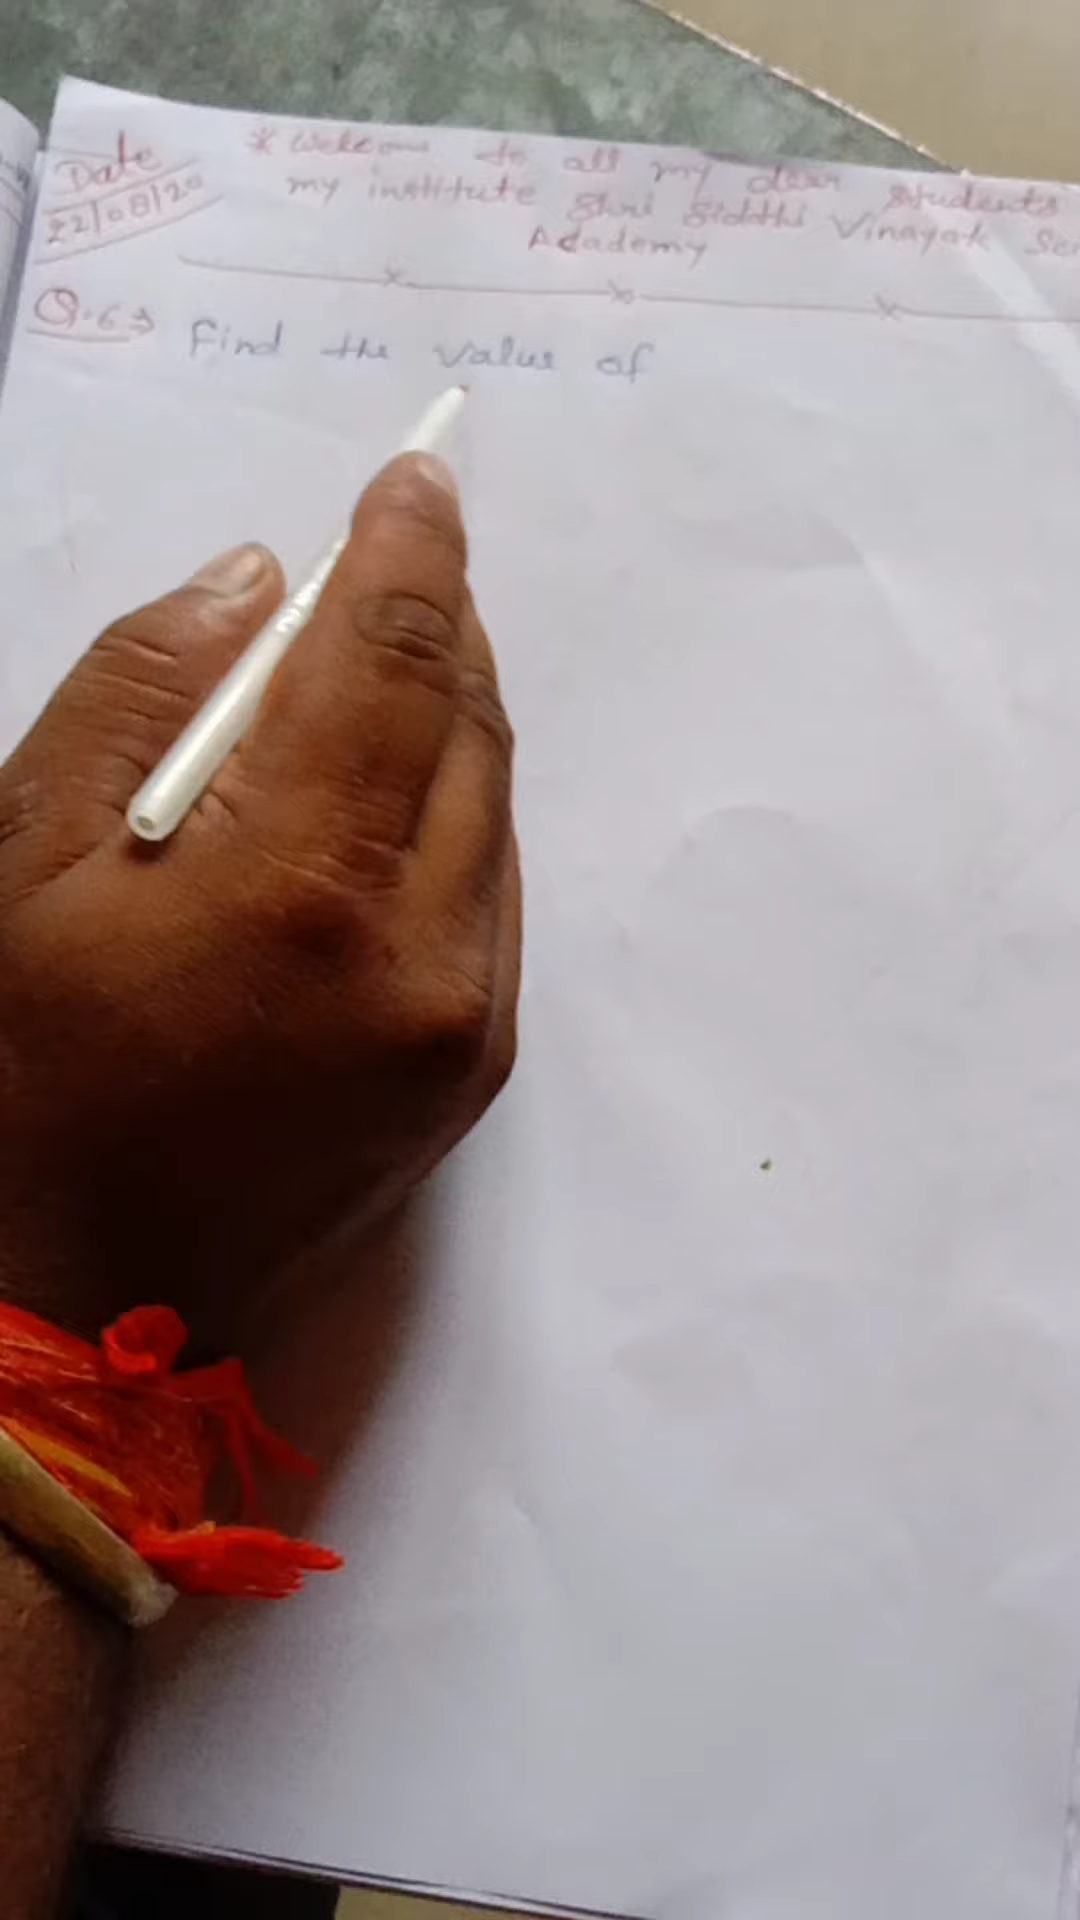 Date
22/08/20
* Welcome to all my dear students
my institute Shri Siddhi Vinayak
Acadomy
Q.6→ Find the value of